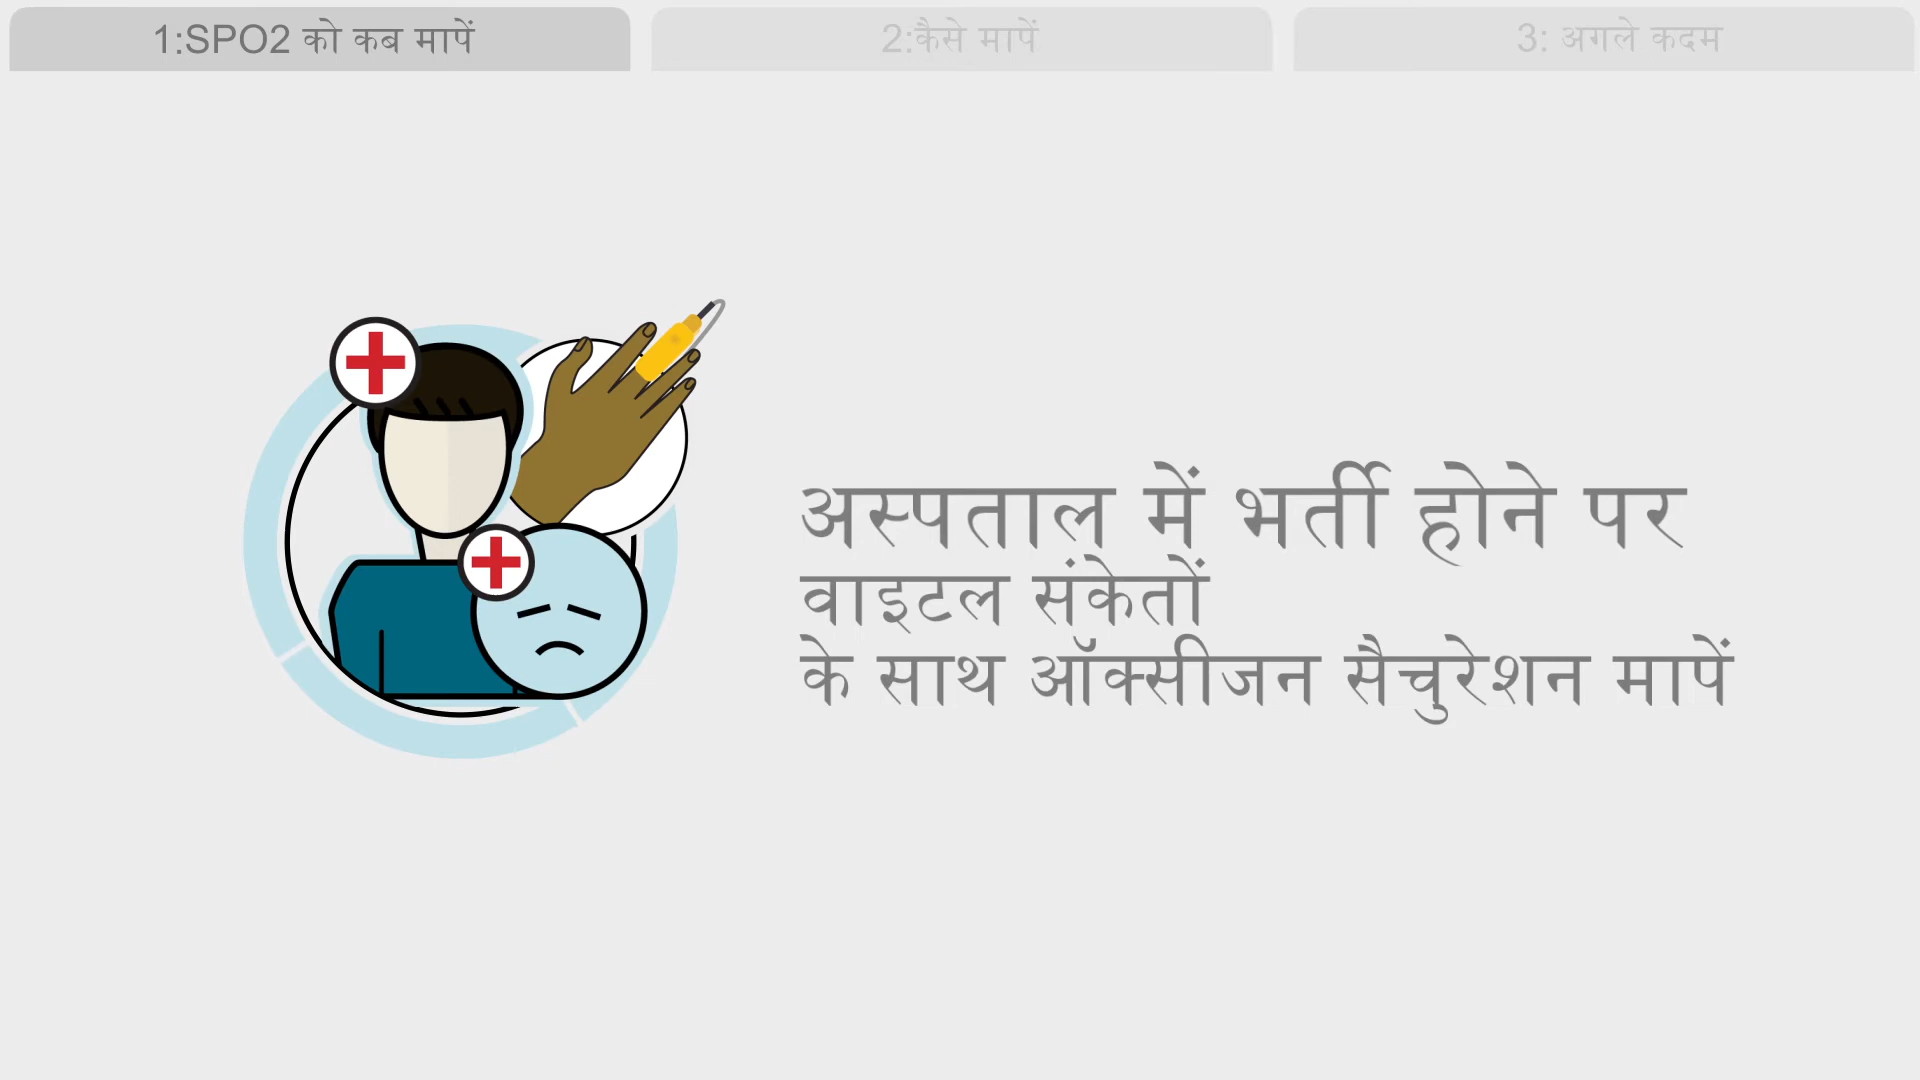 1:SPO2 को कब मापें
2:कैसे मापें
3: अगले कदम
अस्पताल में भर्ती होने पर
वाइटल संकेतों
के साथ ऑक्सीजन सैचुरेशन मापें